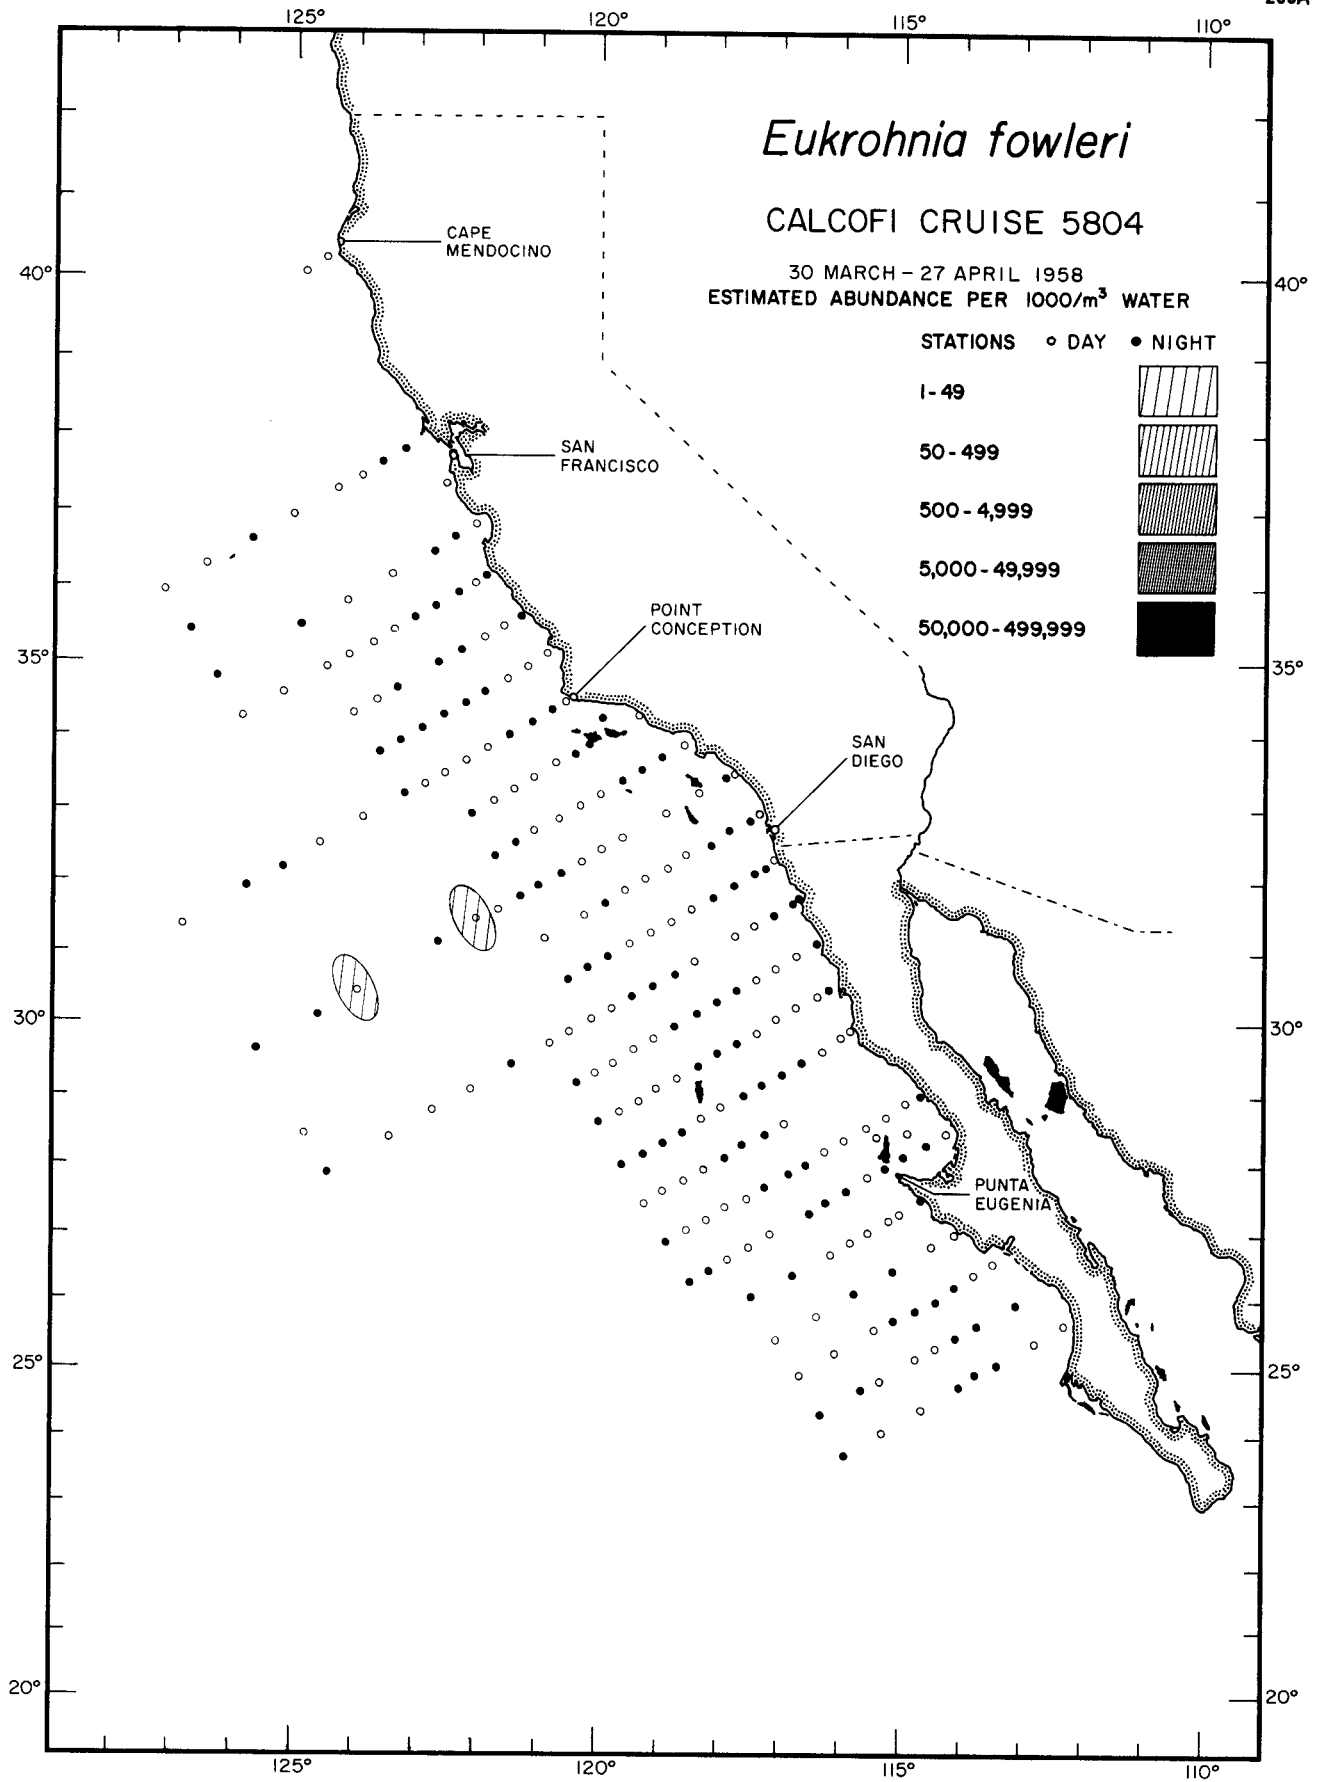 125°
120°
115°
110°
Eukrohnia fowleri
CALCOFI CRUISE 5804
30 MARCH – 27 APRIL 1958
ESTIMATED ABUNDANCE PER 1000/m³ WATER
STATIONS ○ DAY ● NIGHT
1 - 49
50 - 499
500 - 4,999
5,000 - 49,999
50,000 - 499,999
CAPE
MENDOCINO
40°
40°
SAN
FRANCISCO
POINT
CONCEPTION
35°
35°
SAN
DIEGO
30°
30°
PUNTA
EUGENIA
25°
25°
20°
20°
125°
120°
115°
110°